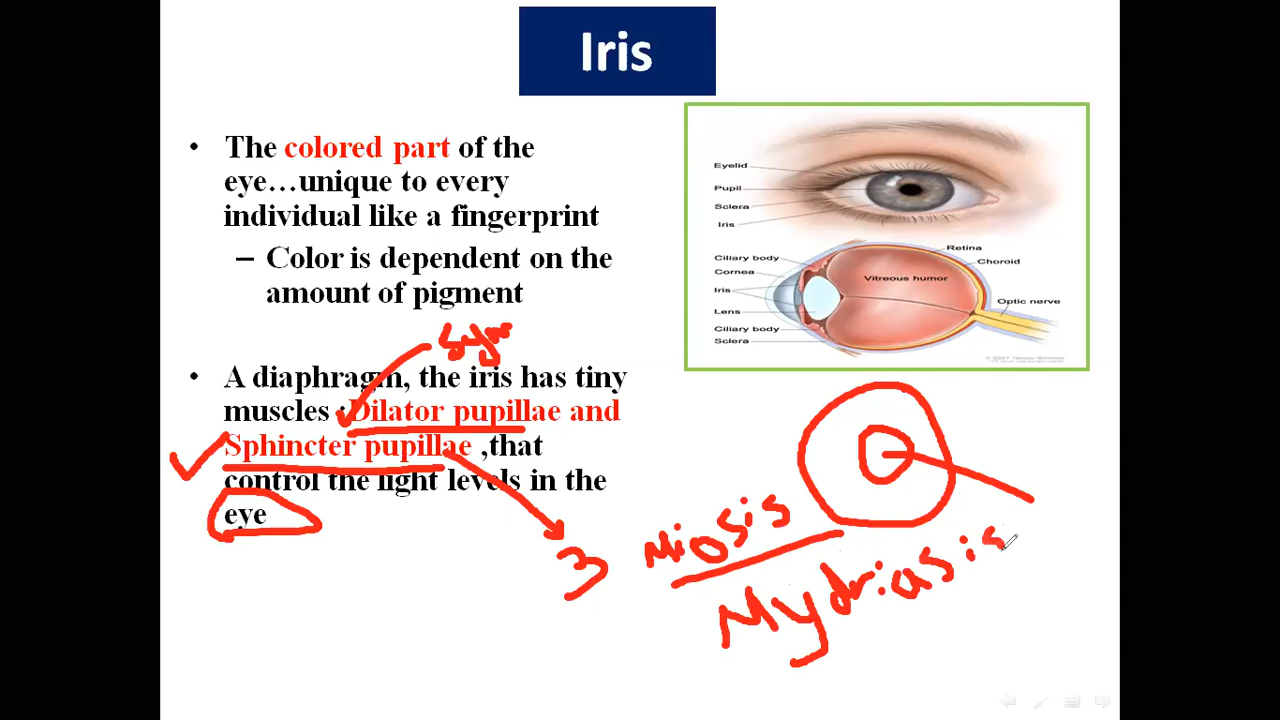 Iris
• The colored part of the
eye...unique to every
individual like a fingerprint
– Color is dependent on the
amount of pigment
Sym
• A diaphragm, the iris has tiny
muscles :Dilator pupillae and
Sphincter pupillae ,that
control the light levels in the
eye
3
Eyelid
Pupil
Sclera
Iris
Ciliary body
Cornea
Iris
Lens
Ciliary body
Sclera
Retina
Choroid
Vitreous humor
Optic nerve
Miosis
Mydriasis